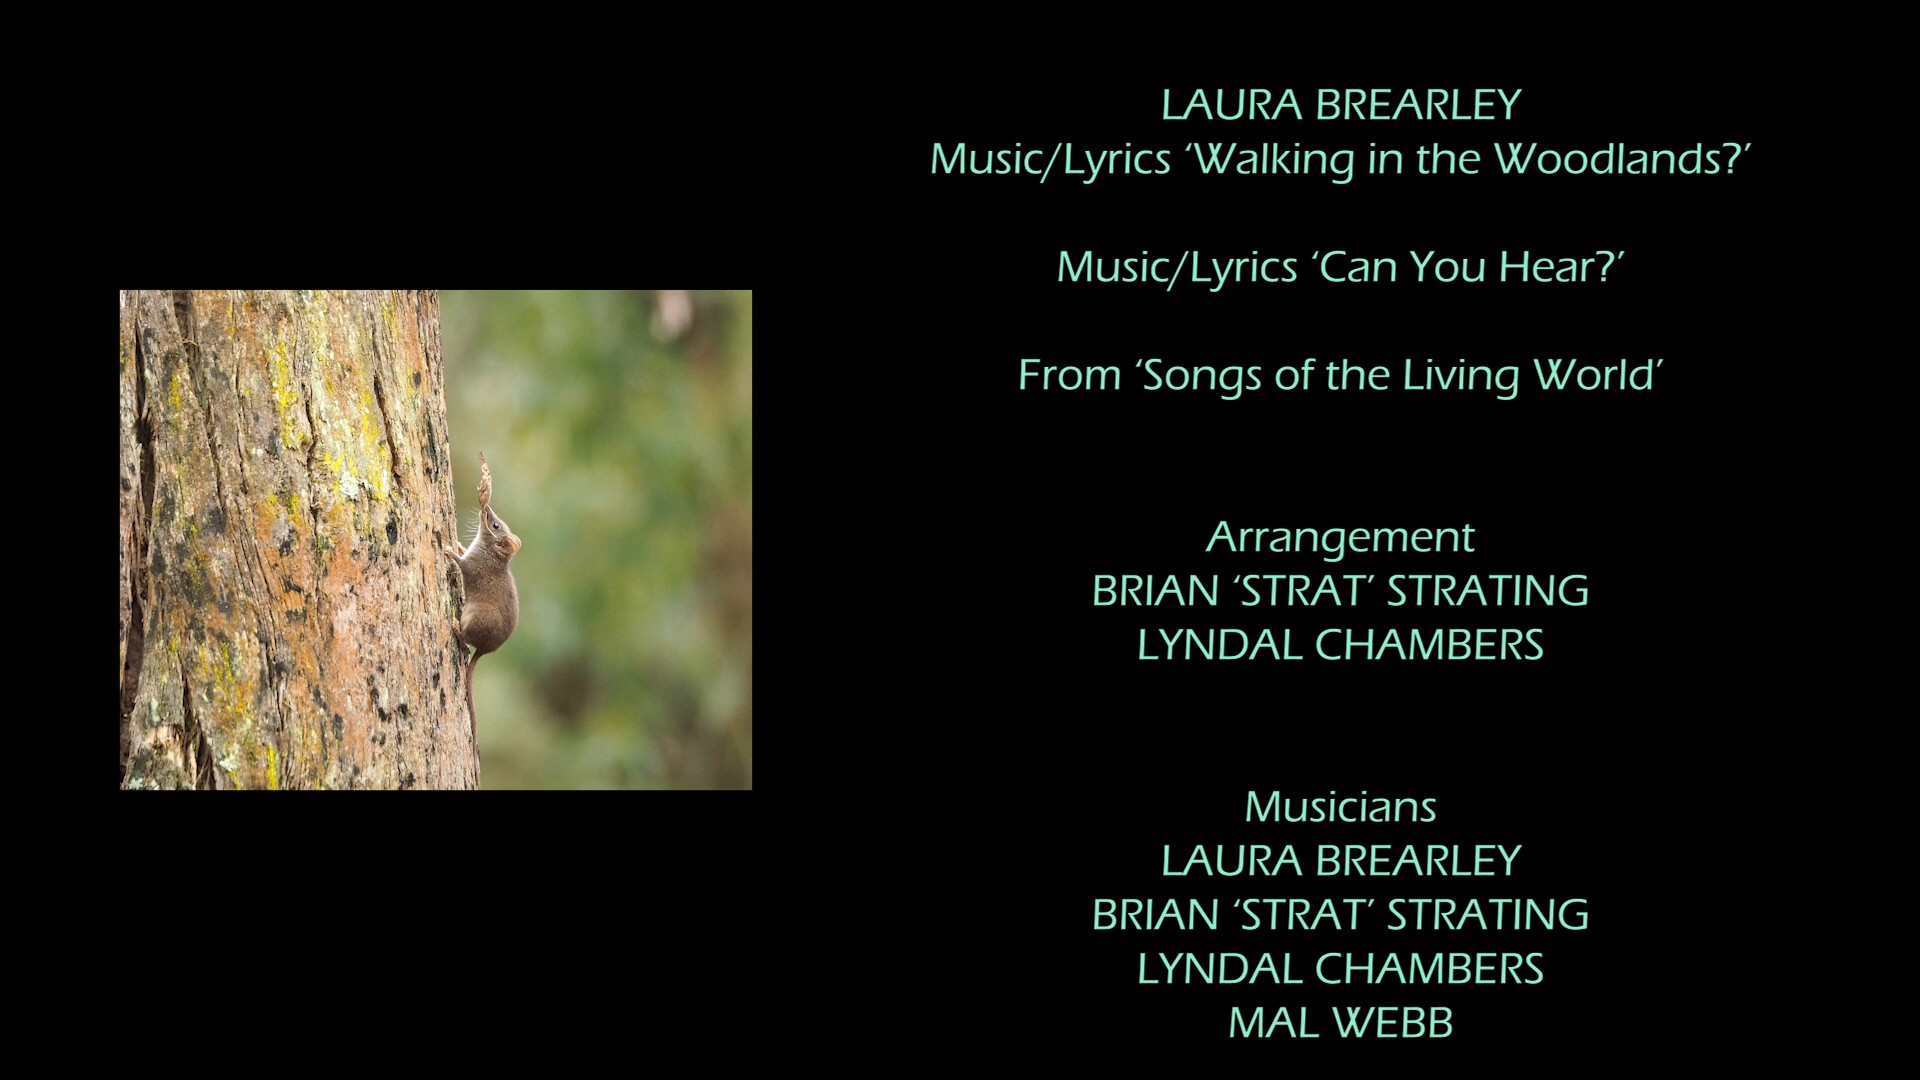 LAURA BREARLEY
Music/Lyrics ‘Walking in the Woodlands?’
Music/Lyrics ‘Can You Hear?’
From ‘Songs of the Living World’
Arrangement
BRIAN ‘STRAT’ STRATING
LYNDAL CHAMBERS
Musicians
LAURA BREARLEY
BRIAN ‘STRAT’ STRATING
LYNDAL CHAMBERS
MAL WEBB